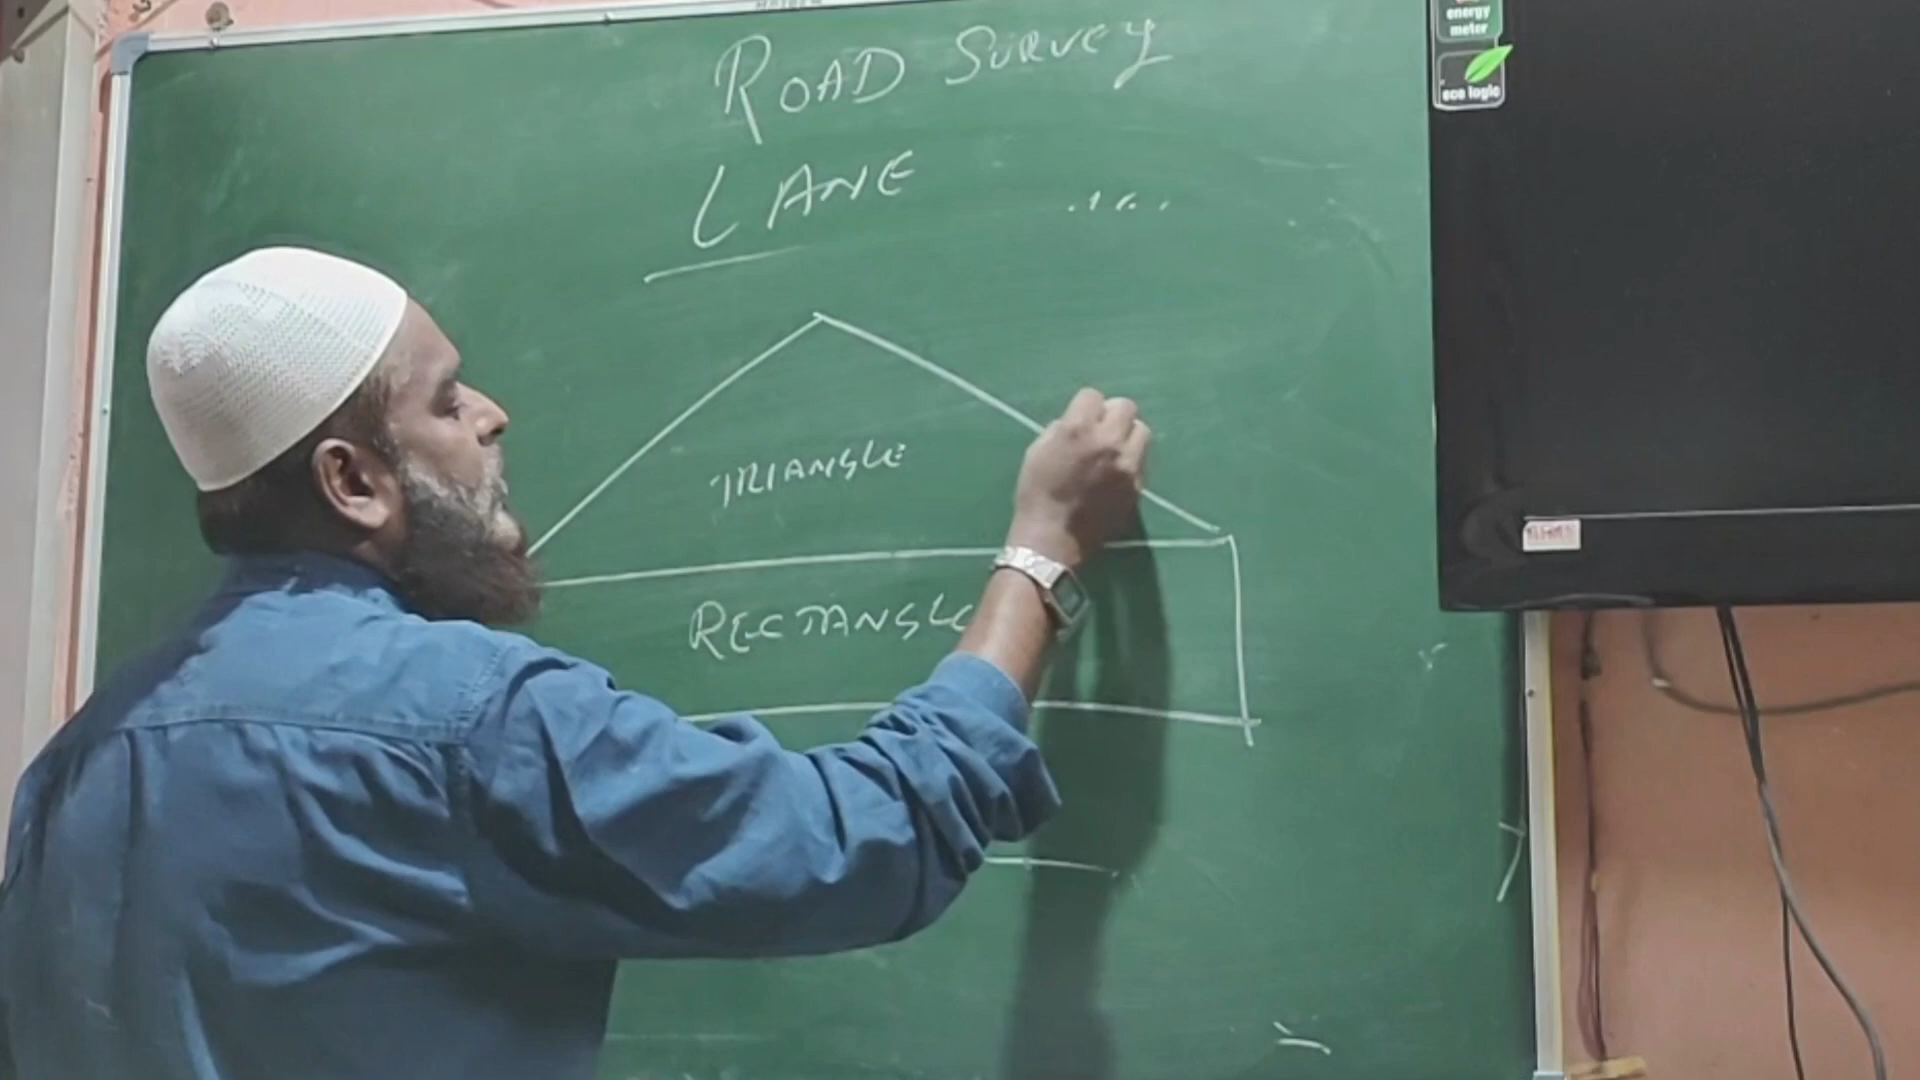 ROAD SURVEY
LANE
TRIANGLE
RECTANGLE
energy
meter
eco logic